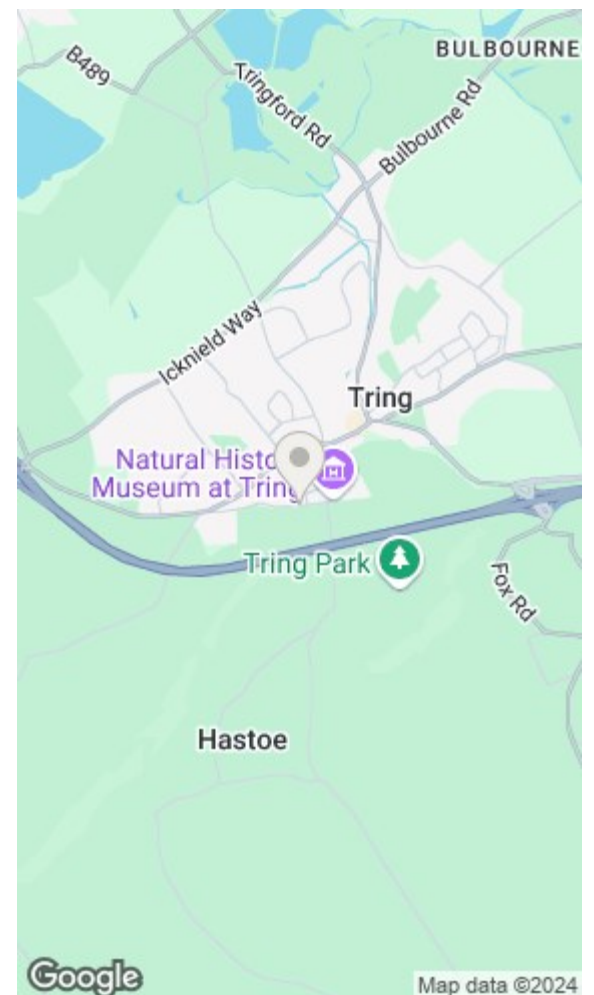 BULBOURNE
B489
Tringford Rd
Bulbourne Rd
Icknield Way
Tring
Natural Histo
Museum at Tring
Tring Park
Fox Rd
Hastoe
Google
Map data ©2024